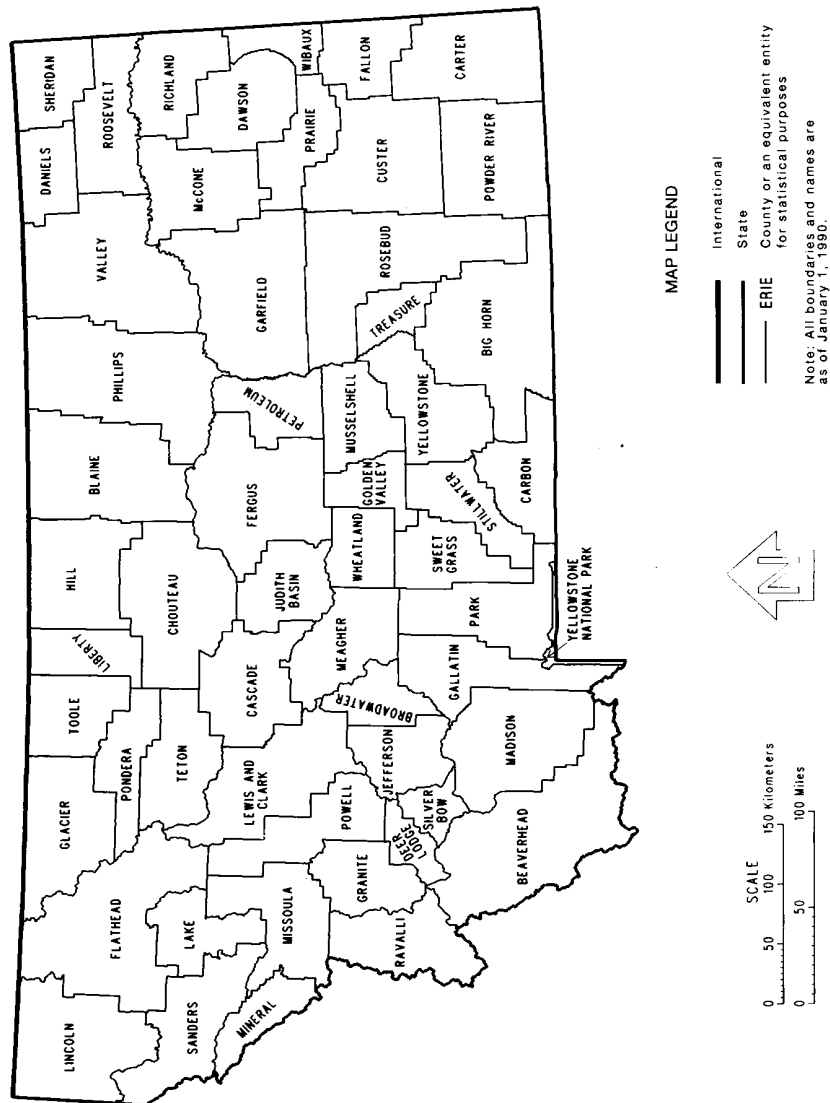 LINCOLN
FLATHEAD
GLACIER
TOOLE
LIBERTY
HILL
BLAINE
PHILLIPS
VALLEY
DANIELS
SHERIDAN
ROOSEVELT
SANDERS
LAKE
PONDERA
TETON
CHOUTEAU
RICHLAND
McCONE
DAWSON
GARFIELD
MINERAL
MISSOULA
LEWIS AND
CLARK
CASCADE
JUDITH
BASIN
FERGUS
PETROLEUM
PRAIRIE
WIBAUX
POWELL
GRANITE
RAVALLI
JEFFERSON
BROADWATER
MEAGHER
WHEATLAND
GOLDEN
VALLEY
MUSSELSHELL
TREASURE
ROSEBUD
CUSTER
FALLON
DEER
LODGE
SILVER
BOW
GALLATIN
PARK
SWEET
GRASS
STILLWATER
YELLOWSTONE
BIG HORN
POWDER RIVER
CARTER
BEAVERHEAD
MADISON
CARBON
YELLOWSTONE
NATIONAL PARK
SCALE
0 50 100 150 Kilometers
0 50 100 Miles
N
MAP LEGEND
International
State
ERIE County or an equivalent entity
for statistical purposes
Note: All boundaries and names are
as of January 1, 1990.